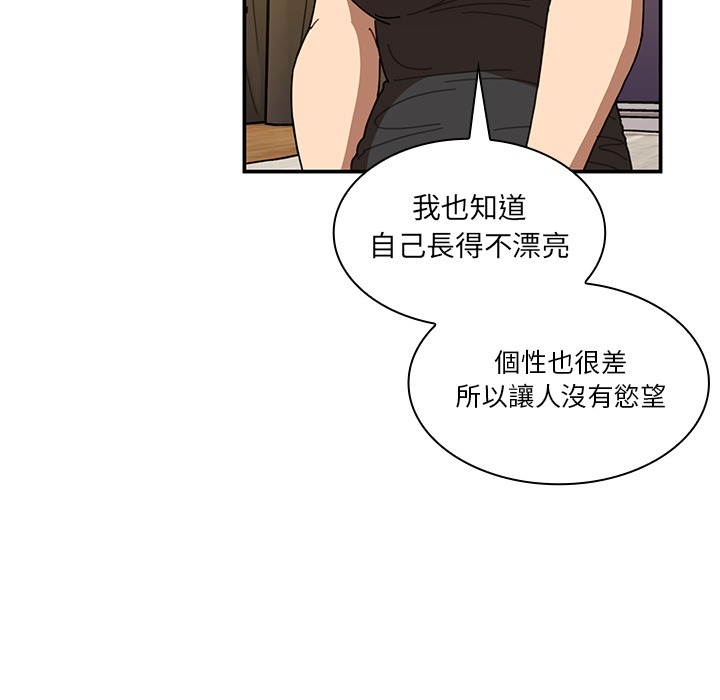 我也知道
自己長得不漂亮
個性也很差
所以讓人沒有慾望